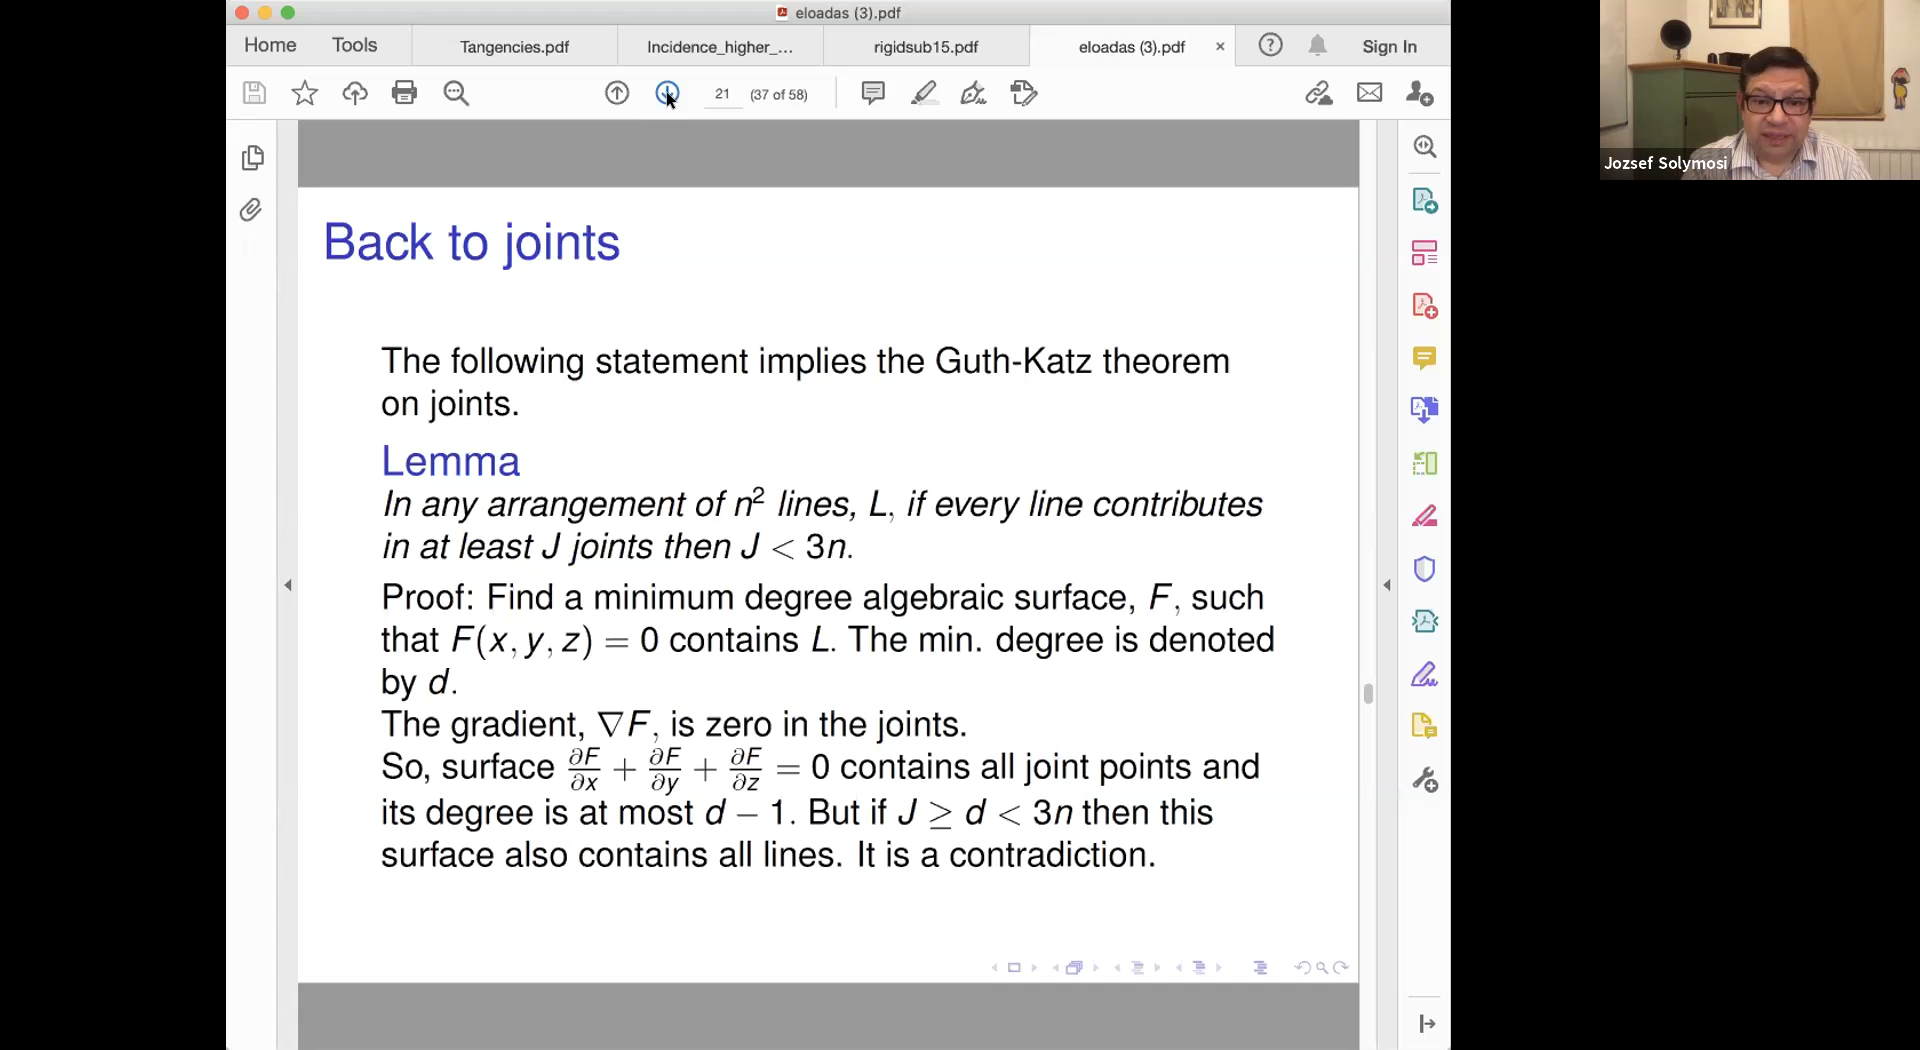 eloadas (3).pdf
Home Tools Tangencies.pdf Incidence_higher_... rigidsub15.pdf eloadas (3).pdf × Sign In
21 (37 of 58)
Jozsef Solymosi
Back to joints
The following statement implies the Guth-Katz theorem
on joints.
Lemma
In any arrangement of n² lines, L, if every line contributes
in at least J joints then J < 3n.
Proof: Find a minimum degree algebraic surface, F, such
that F(x, y, z) = 0 contains L. The min. degree is denoted
by d.
The gradient, ∇F, is zero in the joints.
So, surface ∂F/∂x + ∂F/∂y + ∂F/∂z = 0 contains all joint points and
its degree is at most d − 1. But if J ≥ d < 3n then this
surface also contains all lines. It is a contradiction.